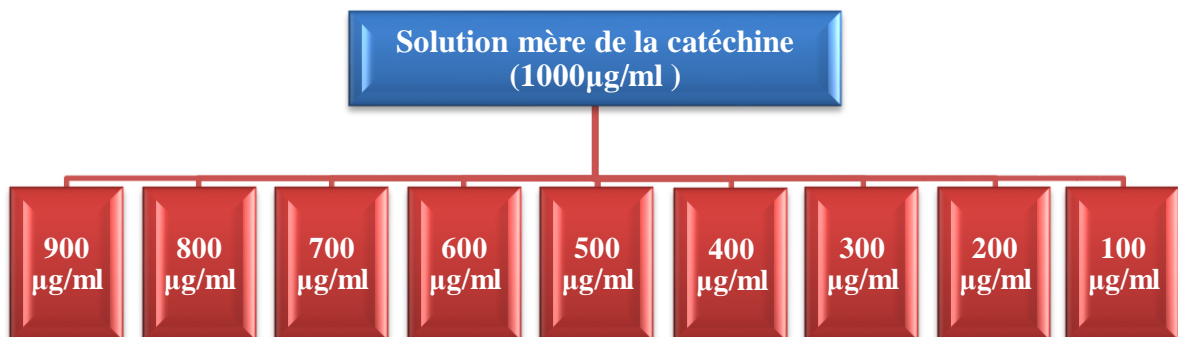 Solution mère de la catéchine
(1000µg/ml )
900
µg/ml
800
µg/ml
700
µg/ml
600
µg/ml
500
µg/ml
400
µg/ml
300
µg/ml
200
µg/ml
100
µg/ml